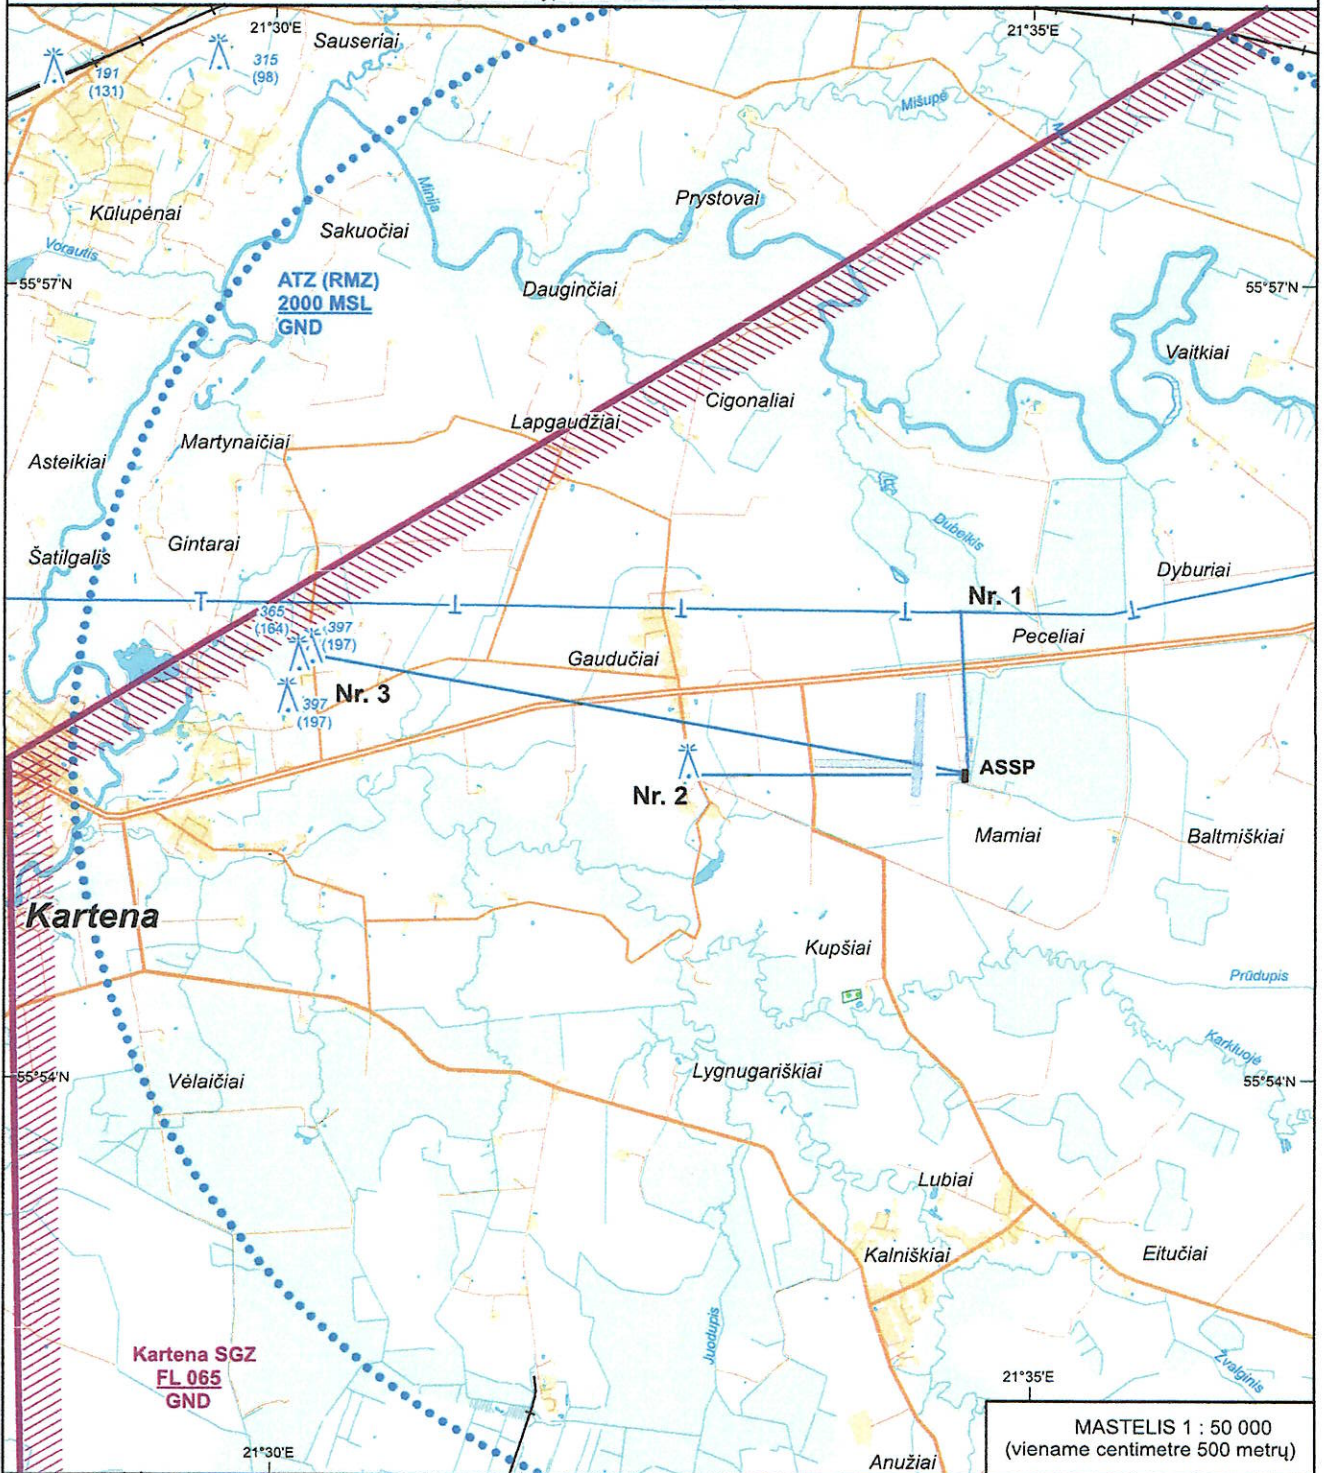 21°30'E
21°35'E
Sauseriai
191
(131)
315
(98)
Mišupė
Minija
Kūlupėnai
Prystovai
Sakuočiai
Vorautis
ATZ (RMZ)
2000 MSL
GND
55°57'N
55°57'N
Dauginčiai
Vaitkiai
Cigonaliai
Lapgaudžiai
Martynaičiai
Asteikiai
Dubeikis
Gintarai
Šatilgalis
Dyburiai
365
(164)
397
(197)
Nr. 1
Peceliai
Gaudučiai
Nr. 3
397
(197)
ASSP
Nr. 2
Mamiai
Baltmiškiai
Kartena
Kupšiai
Prūdupis
Karkluojė
55°54'N
Vėlaičiai
Lygnugariškiai
55°54'N
Lubiai
Kalniškiai
Eitučiai
Juodupis
Kartena SGZ
FL 065
GND
Žvalginis
21°35'E
21°30'E
Anužiai
MASTELIS 1 : 50 000
(viename centimetre 500 metrų)